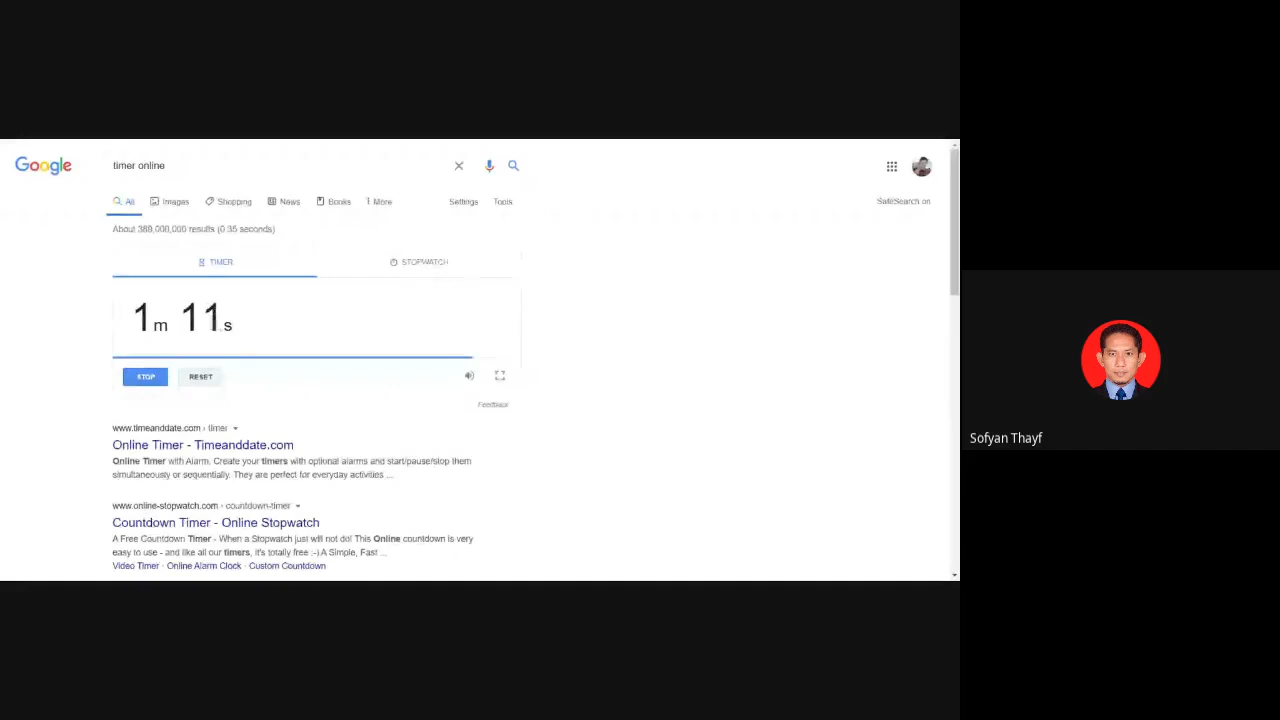 Google
timer online
All Images Shopping News Books More Settings Tools
SafeSearch on
About 389,000,000 results (0.35 seconds)
TIMER STOPWATCH
1m 11s
STOP RESET
Feedback
www.timeanddate.com › timer
Online Timer - Timeanddate.com
Online Timer with Alarm. Create your timers with optional alarms and start/pause/stop them
simultaneously or sequentially. They are perfect for everyday activities ...
www.online-stopwatch.com › countdown-timer
Countdown Timer - Online Stopwatch
A Free Countdown Timer - When a Stopwatch just will not do! This Online countdown is very
easy to use - and like all our timers, it's totally free :-) A Simple, Fast ...
Video Timer · Online Alarm Clock · Custom Countdown
Sofyan Thayf